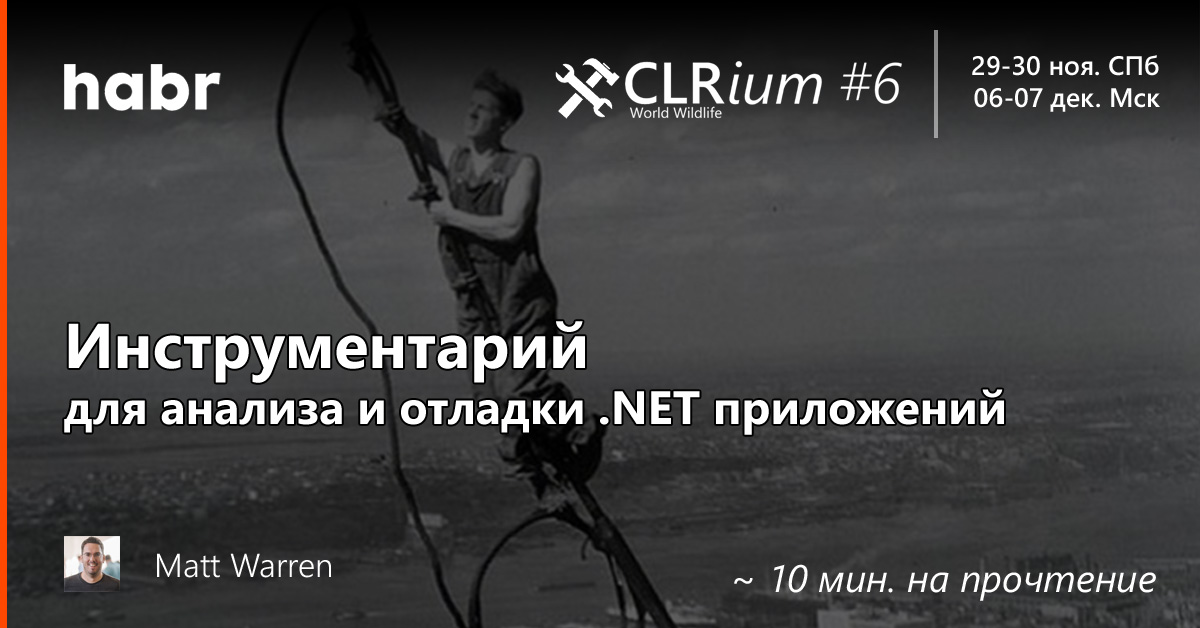 habr
CLRium #6
World Wildlife
29-30 ноя. СПб
06-07 дек. Мск
Инструментарий
для анализа и отладки .NET приложений
Matt Warren
~ 10 мин. на прочтение